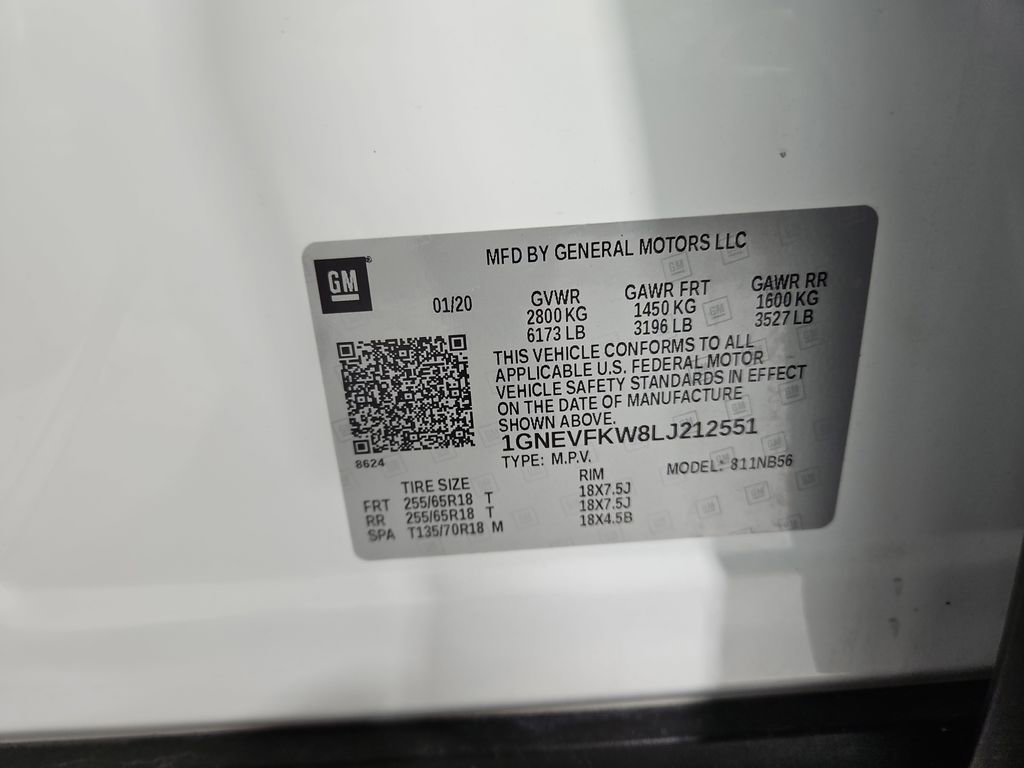 GM®
MFD BY GENERAL MOTORS LLC
01/20
GVWR GAWR FRT GAWR RR
2800 KG 1450 KG 1600 KG
6173 LB 3196 LB 3527 LB
THIS VEHICLE CONFORMS TO ALL
APPLICABLE U.S. FEDERAL MOTOR
VEHICLE SAFETY STANDARDS IN EFFECT
ON THE DATE OF MANUFACTURE
SHOWN ABOVE.
1GNEVFKW8LJ212551
8624
TYPE: M.P.V. MODEL: 811NB56
TIRE SIZE RIM
FRT 255/65R18 T 18X7.5J
RR 255/65R18 T 18X7.5J
SPA T135/70R18 M 18X4.5B